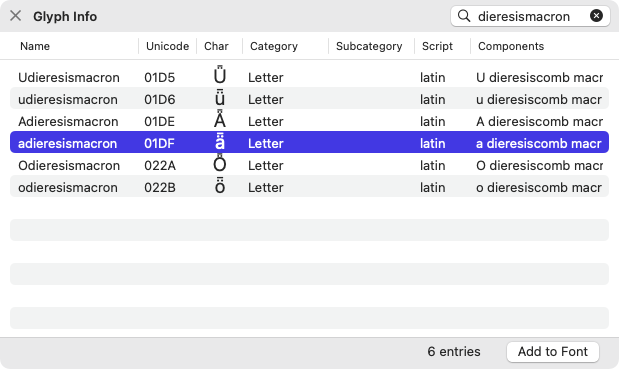 Glyph Info
dieresismacron
Name Unicode Char Category Subcategory Script Components
Udieresismacron 01D5 Ǖ Letter latin U dieresiscomb macr
udieresismacron 01D6 ǖ Letter latin u dieresiscomb macr
Adieresismacron 01DE Ǟ Letter latin A dieresiscomb macr
adieresismacron 01DF ǟ Letter latin a dieresiscomb macr
Odieresismacron 022A Ȫ Letter latin O dieresiscomb macr
odieresismacron 022B ȫ Letter latin o dieresiscomb macr
6 entries Add to Font